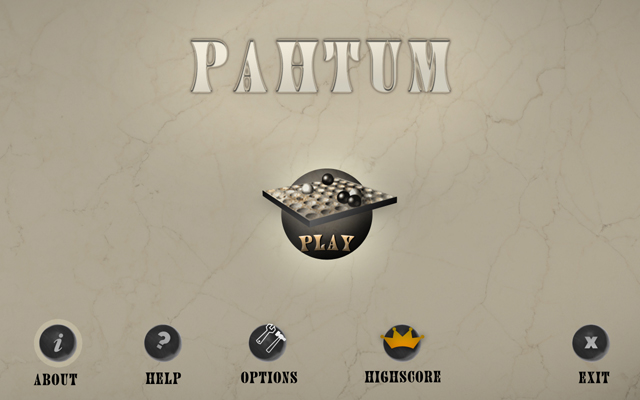 PAHTUM
PLAY
i
?
x
ABOUT
HELP
OPTIONS
HIGHSCORE
EXIT